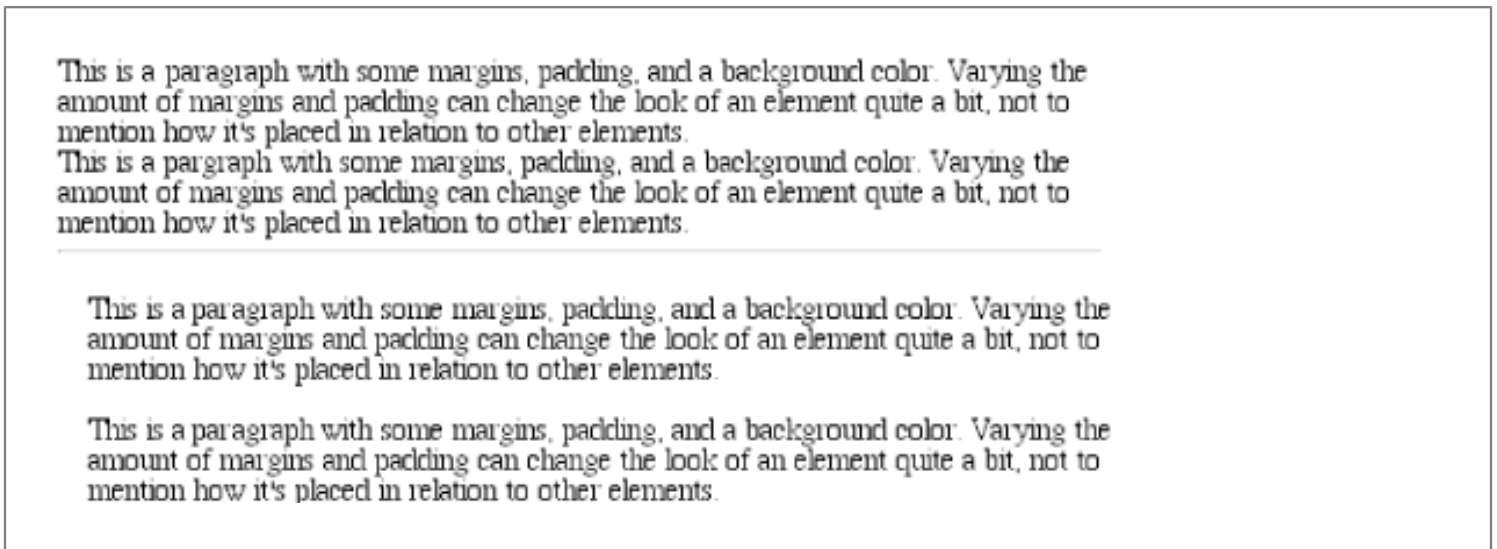 This is a paragraph with some margins, padding, and a background color. Varying the
amount of margins and padding can change the look of an element quite a bit, not to
mention how it's placed in relation to other elements.
This is a pargraph with some margins, padding, and a background color. Varying the
amount of margins and padding can change the look of an element quite a bit, not to
mention how it's placed in relation to other elements.
This is a paragraph with some margins, padding, and a background color. Varying the
amount of margins and padding can change the look of an element quite a bit, not to
mention how it's placed in relation to other elements.
This is a paragraph with some margins, padding, and a background color. Varying the
amount of margins and padding can change the look of an element quite a bit, not to
mention how it's placed in relation to other elements.